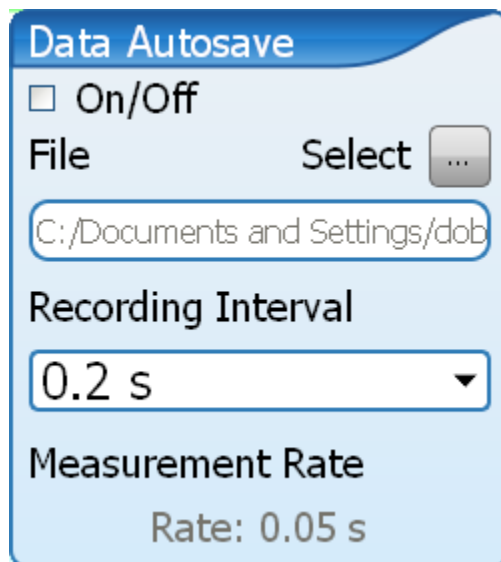 Data Autosave
On/Off
File Select ...
C:/Documents and Settings/dob
Recording Interval
0.2 s
Measurement Rate
Rate: 0.05 s